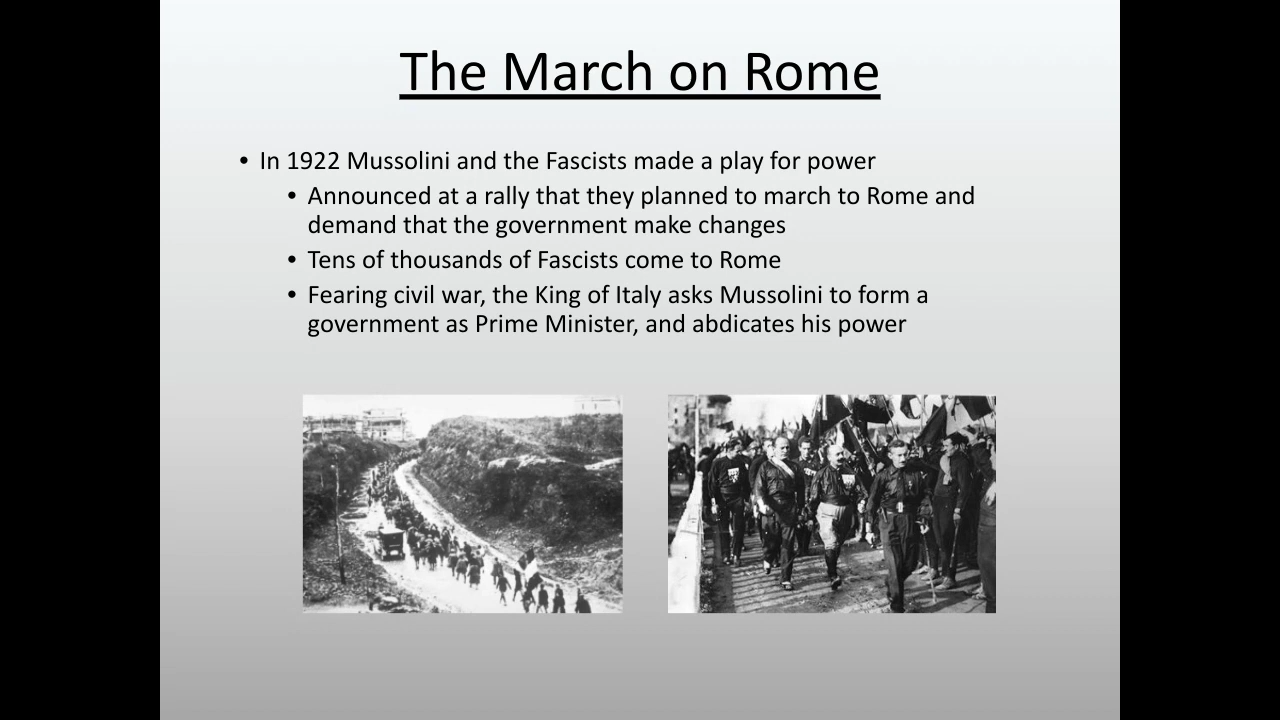 The March on Rome
• In 1922 Mussolini and the Fascists made a play for power
• Announced at a rally that they planned to march to Rome and
demand that the government make changes
• Tens of thousands of Fascists come to Rome
• Fearing civil war, the King of Italy asks Mussolini to form a
government as Prime Minister, and abdicates his power